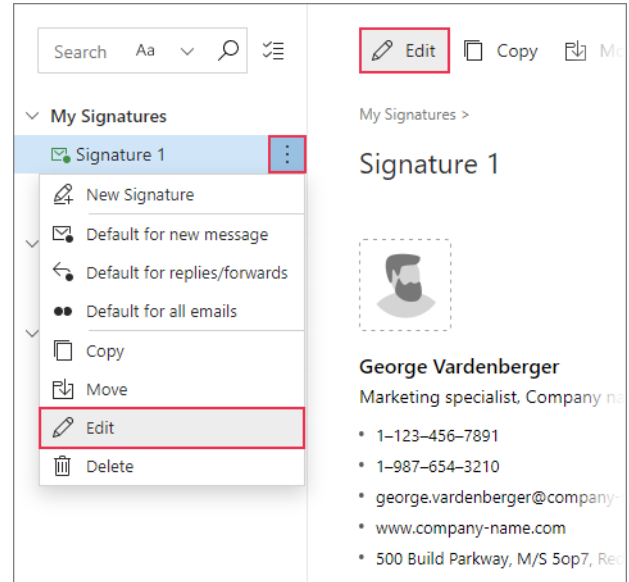 Search Aa
Edit Copy
My Signatures
Signature 1
New Signature
Default for new message
Default for replies/forwards
Default for all emails
Copy
Move
Edit
Delete
My Signatures >
Signature 1
George Vardenberger
Marketing specialist, Company
• 1–123–456–7891
• 1–987–654–3210
• george.vardenberger@company-
• www.company-name.com
• 500 Build Parkway, M/S 5op7,